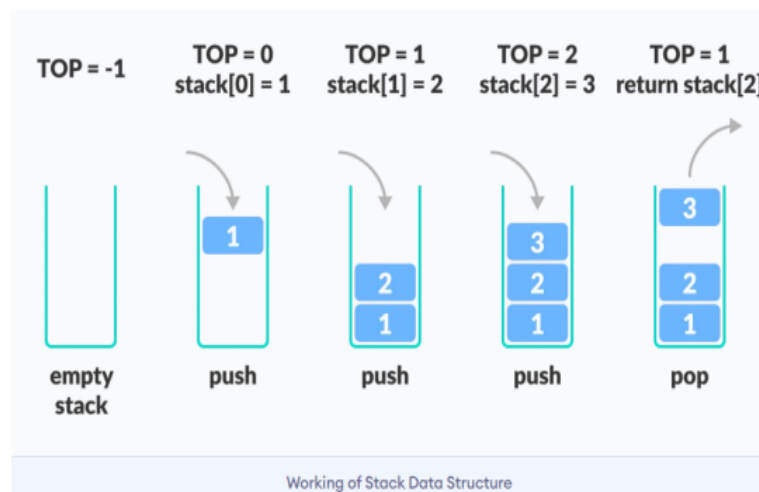 TOP = -1
TOP = 0
stack[0] = 1
TOP = 1
stack[1] = 2
TOP = 2
stack[2] = 3
TOP = 1
return stack[2]
1
2
1
3
2
1
3
2
1
empty
stack
push
push
push
pop
Working of Stack Data Structure